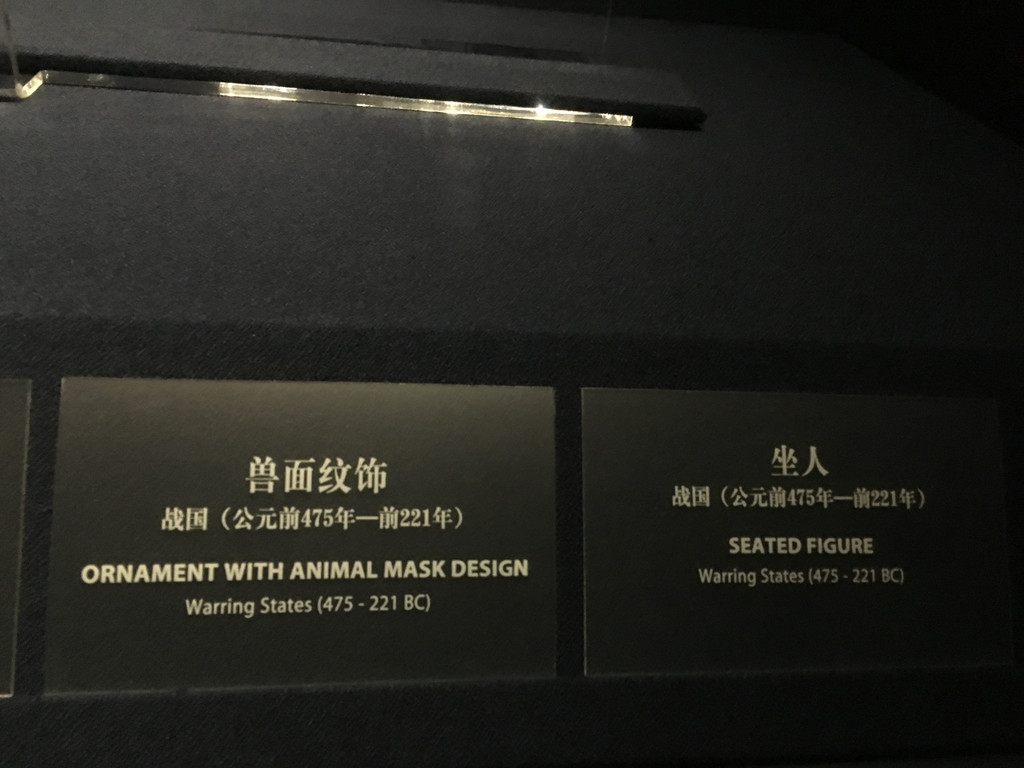 兽面纹饰
战国（公元前475年—前221年）
ORNAMENT WITH ANIMAL MASK DESIGN
Warring States (475 - 221 BC)
坐人
战国（公元前475年—前221年）
SEATED FIGURE
Warring States (475 - 221 BC)